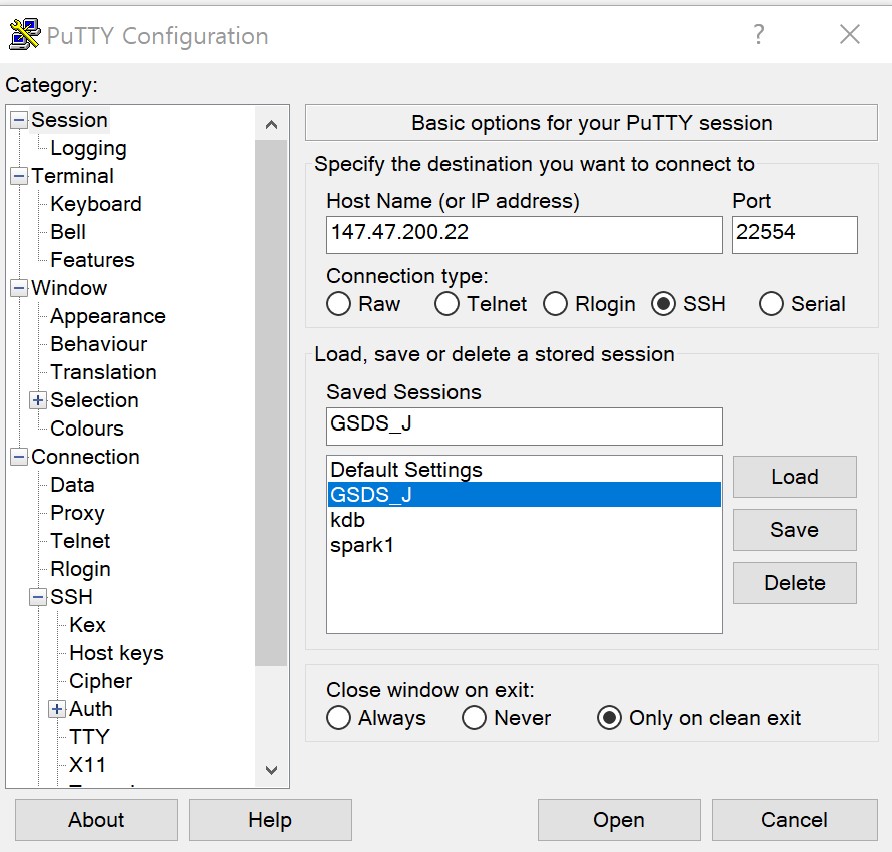 PuTTY Configuration
?
Category:
Session
Logging
Terminal
Keyboard
Bell
Features
Window
Appearance
Behaviour
Translation
Selection
Colours
Connection
Data
Proxy
Telnet
Rlogin
SSH
Kex
Host keys
Cipher
Auth
TTY
X11
Basic options for your PuTTY session
Specify the destination you want to connect to
Host Name (or IP address) Port
147.47.200.22 22554
Connection type:
Raw Telnet Rlogin SSH Serial
Load, save or delete a stored session
Saved Sessions
GSDS_J
Default Settings
GSDS_J
kdb
spark1
Load
Save
Delete
Close window on exit:
Always Never Only on clean exit
About Help Open Cancel